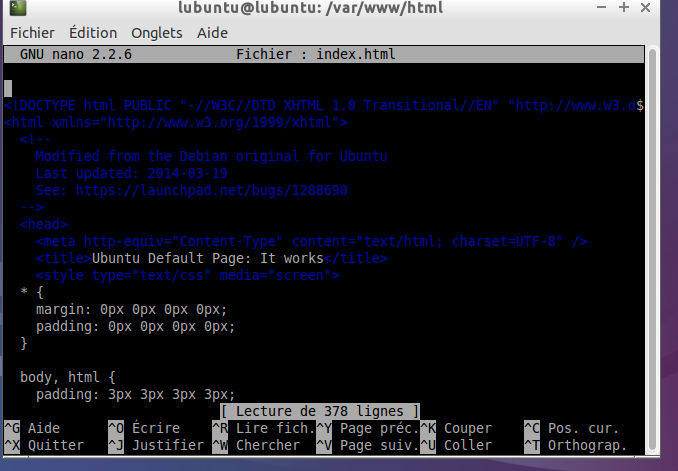 lubuntu@lubuntu: /var/www/html
Fichier Édition Onglets Aide
GNU nano 2.2.6 Fichier : index.html
<!DOCTYPE html PUBLIC "-//W3C//DTD XHTML 1.0 Transitional//EN" "http://www.w3.o$
<html xmlns="http://www.w3.org/1999/xhtml">
<!--
Modified from the Debian original for Ubuntu
Last updated: 2014-03-19
See: https://launchpad.net/bugs/1288690
-->
<head>
<meta http-equiv="Content-Type" content="text/html; charset=UTF-8" />
<title>Ubuntu Default Page: It works</title>
<style type="text/css" media="screen">
* {
margin: 0px 0px 0px 0px;
padding: 0px 0px 0px 0px;
}
body, html {
padding: 3px 3px 3px 3px;
[ Lecture de 378 lignes ]
^G Aide ^O Écrire ^R Lire fich. ^Y Page préc. ^K Couper ^C Pos. cur.
^X Quitter ^J Justifier ^W Chercher ^V Page suiv. ^U Coller ^T Orthograp.